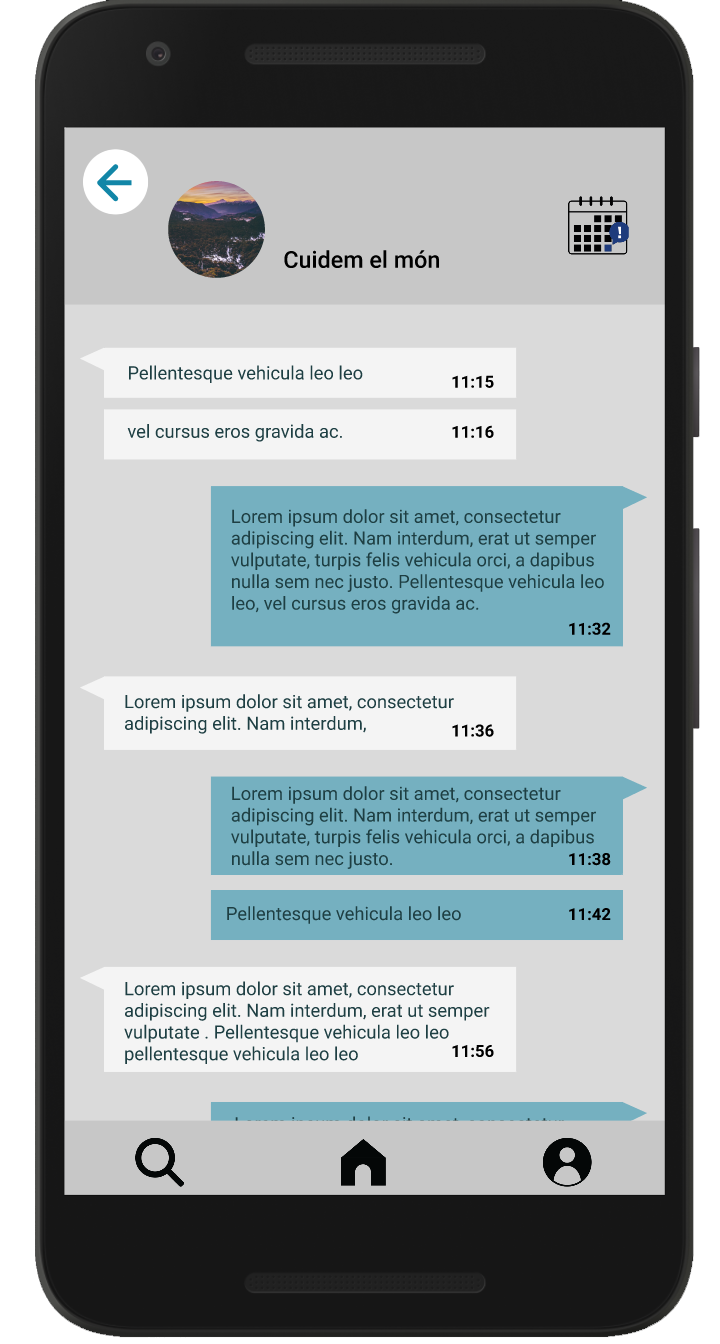 Cuidem el món
!
Pellentesque vehicula leo leo
11:15
vel cursus eros gravida ac.
11:16
Lorem ipsum dolor sit amet, consectetur
adipiscing elit. Nam interdum, erat ut semper
vulputate, turpis felis vehicula orci, a dapibus
nulla sem nec justo. Pellentesque vehicula leo
leo, vel cursus eros gravida ac.
11:32
Lorem ipsum dolor sit amet, consectetur
adipiscing elit. Nam interdum,
11:36
Lorem ipsum dolor sit amet, consectetur
adipiscing elit. Nam interdum, erat ut semper
vulputate, turpis felis vehicula orci, a dapibus
nulla sem nec justo.
11:38
Pellentesque vehicula leo leo
11:42
Lorem ipsum dolor sit amet, consectetur
adipiscing elit. Nam interdum, erat ut semper
vulputate . Pellentesque vehicula leo leo
pellentesque vehicula leo leo
11:56